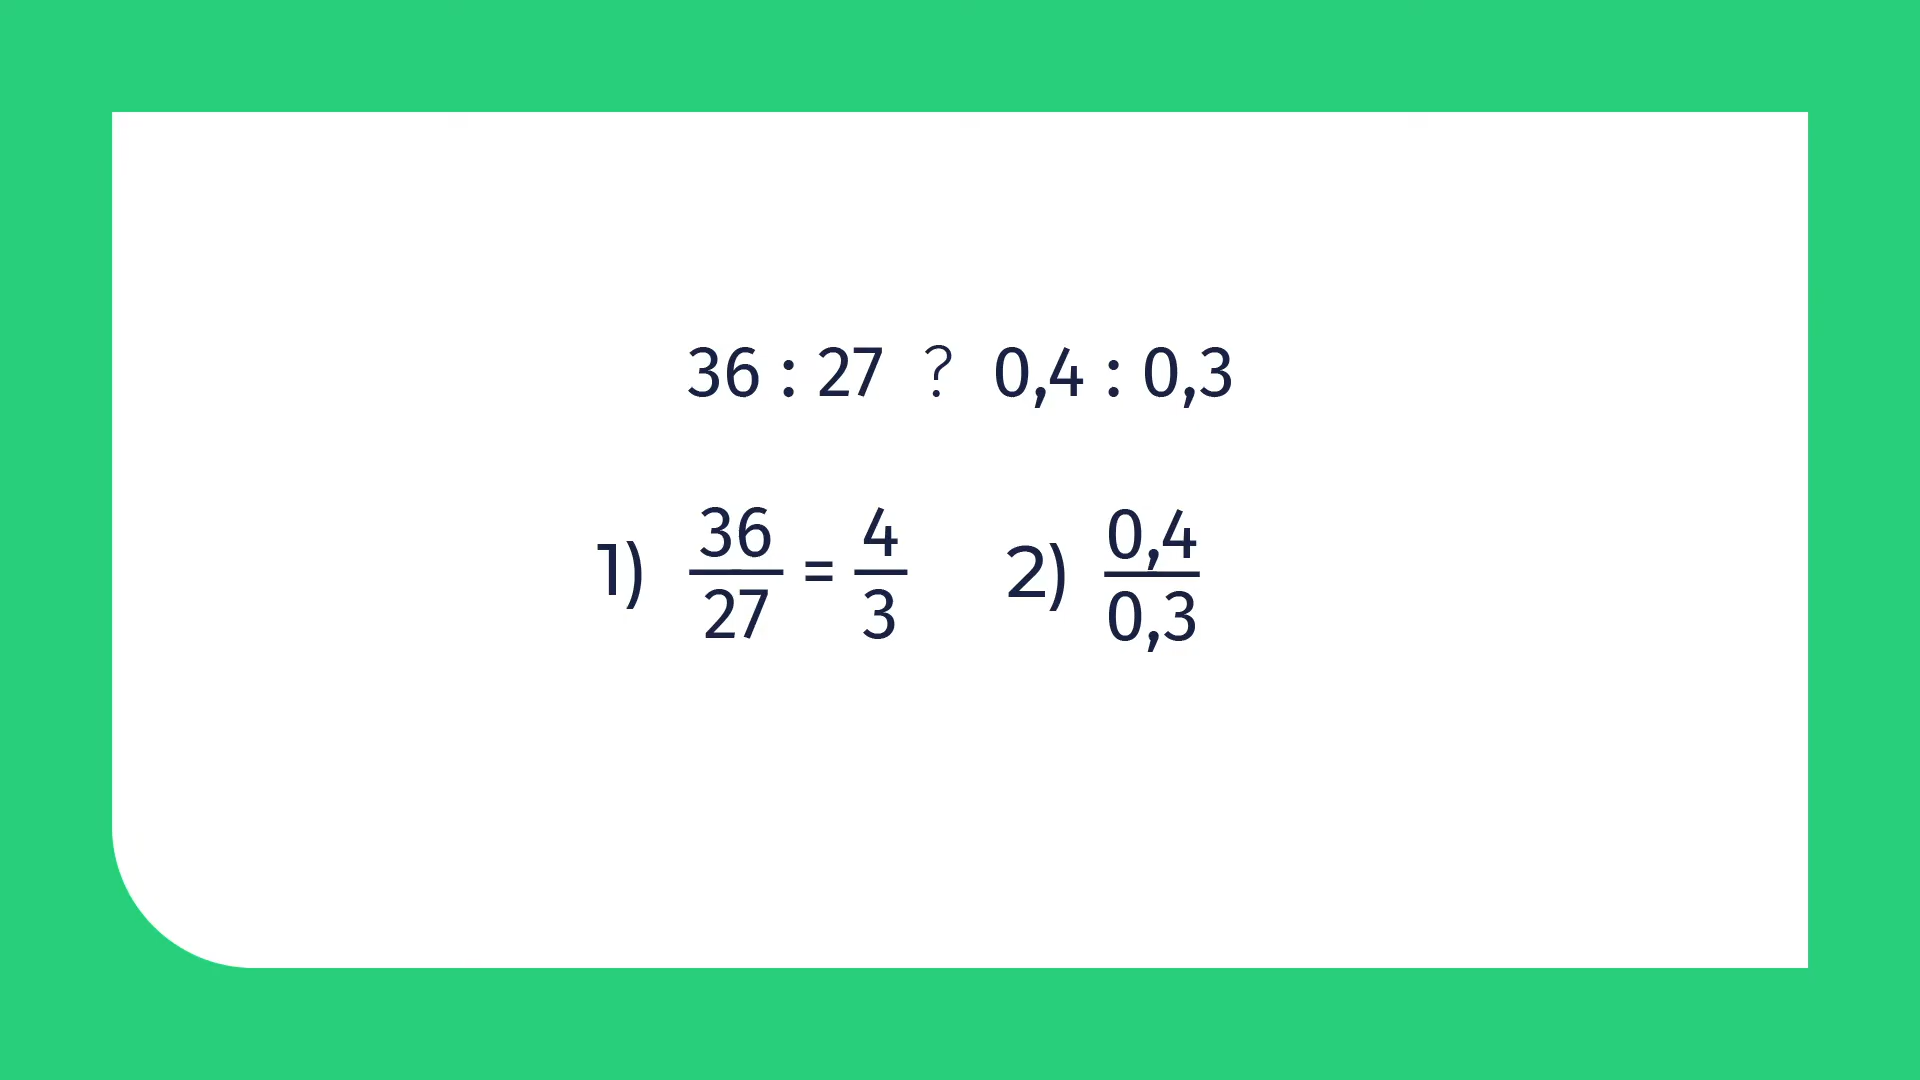 36 : 27 ? 0,4 : 0,3
1) 36/27 = 4/3 2) 0,4/0,3